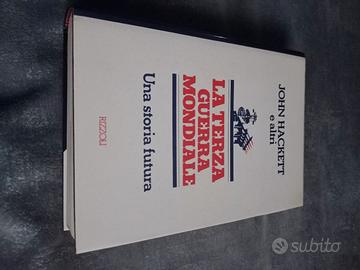 JOHN HACKETT
e altri
LA TERZA
GUERRA
MONDIALE
Una storia futura
RIZZOLI
subito